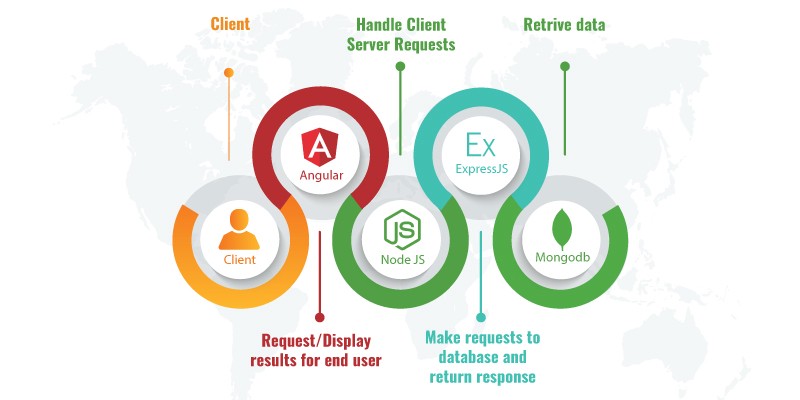 Client
Handle Client
Server Requests
Retrive data
A
Angular
Ex
ExpressJS
Client
JS
Node JS
Mongodb
Request/Display
results for end user
Make requests to
database and
return response